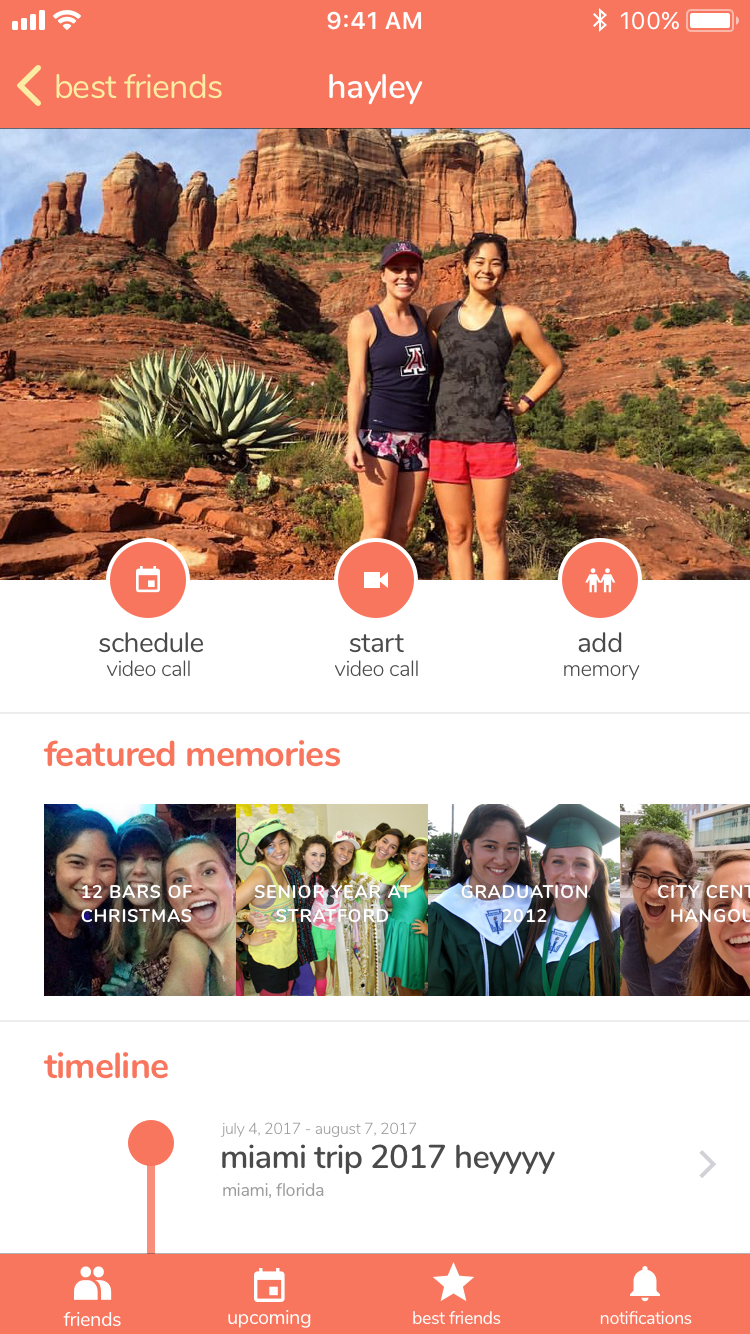 9:41 AM
100%
best friends
hayley
A
schedule
video call
start
video call
add
memory
featured memories
12 BARS OF
CHRISTMAS
SENIOR YEAR AT
STRATFORD
GRADUATION
2012
CITY CENT
HANGOU
timeline
july 4, 2017 - august 7, 2017
miami trip 2017 heyyyy
miami, florida
friends
upcoming
best friends
notifications